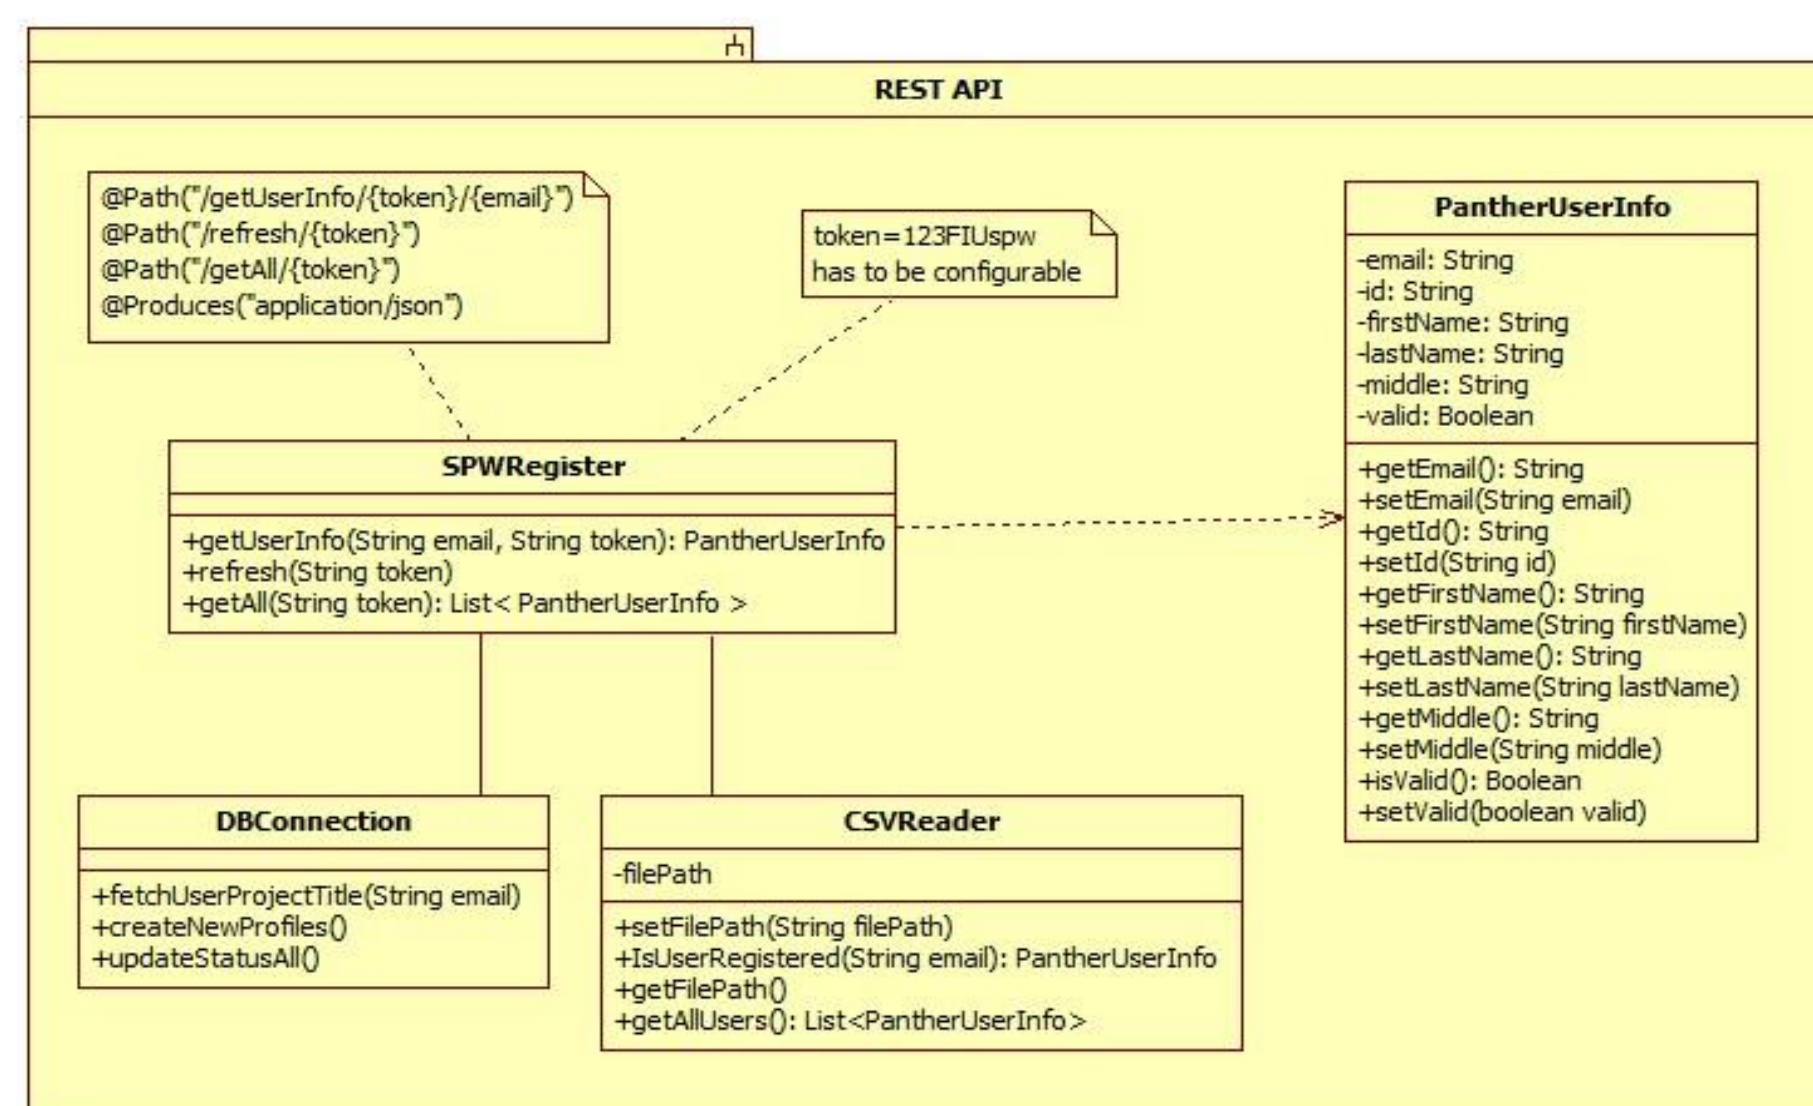 REST API
@Path("/getUserInfo/{token}/{email}")
@Path("/refresh/{token}")
@Path("/getAll/{token}")
@Produces("application/json")
token=123FIUspw
has to be configurable
PantherUserInfo
-email: String
-id: String
-firstName: String
-lastName: String
-middle: String
-valid: Boolean
+getEmail(): String
+setEmail(String email)
+getId(): String
+setId(String id)
+getFirstName(): String
+setFirstName(String firstName)
+getLastName(): String
+setLastName(String lastName)
+getMiddle(): String
+setMiddle(String middle)
+isValid(): Boolean
+setValid(boolean valid)
SPWRegister
+getUserInfo(String email, String token): PantherUserInfo
+refresh(String token)
+getAll(String token): List< PantherUserInfo >
DBConnection
+fetchUserProjectTitle(String email)
+createNewProfiles()
+updateStatusAll()
CSVReader
-filePath
+setFilePath(String filePath)
+IsUserRegistered(String email): PantherUserInfo
+getFilePath()
+getAllUsers(): List<PantherUserInfo>